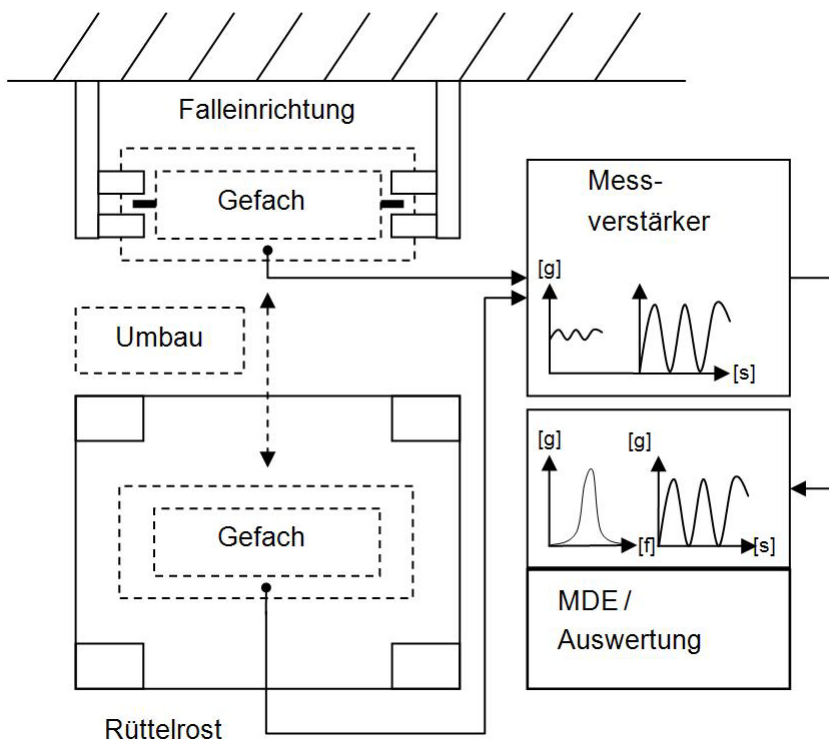 Falleinrichtung
Gefach
Mess-
verstärker
[g]
[s]
Umbau
[g]
[g]
[f]
[s]
Gefach
MDE /
Auswertung
Rüttelrost